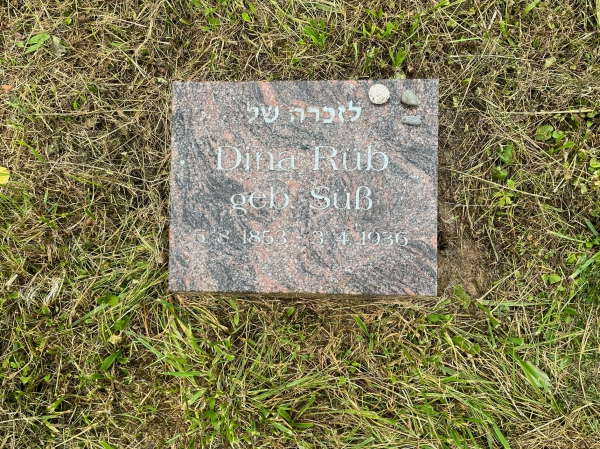 לזכרה של
Dina Rüb
geb. Süß
5. 8. 1853 - 3. 4. 1936